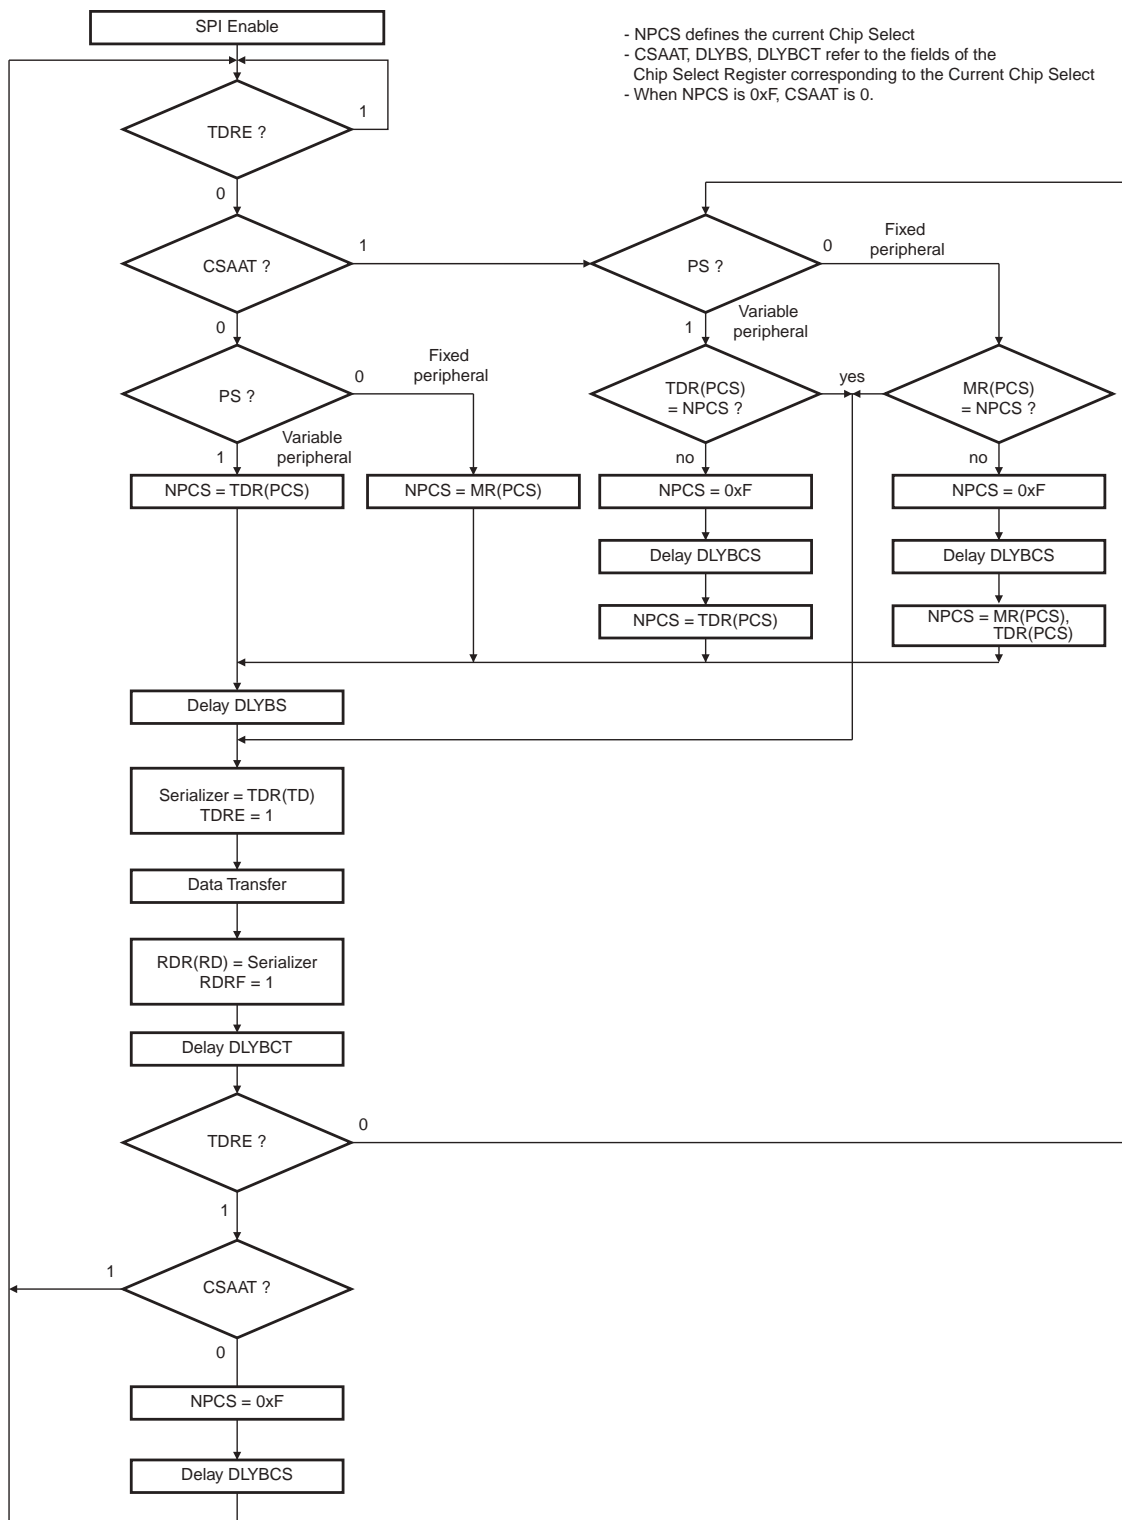 SPI Enable
- NPCS defines the current Chip Select
- CSAAT, DLYBS, DLYBCT refer to the fields of the
Chip Select Register corresponding to the Current Chip Select
- When NPCS is 0xF, CSAAT is 0.
1
TDRE ?
0
CSAAT ?
1
PS ?
0
Fixed
peripheral
0
1
Variable
peripheral
PS ?
0
Fixed
peripheral
1
Variable
peripheral
TDR(PCS)
= NPCS ?
yes
MR(PCS)
= NPCS ?
no
no
NPCS = TDR(PCS)
NPCS = MR(PCS)
NPCS = 0xF
NPCS = 0xF
Delay DLYBCS
Delay DLYBCS
NPCS = TDR(PCS)
NPCS = MR(PCS),
TDR(PCS)
Delay DLYBS
Serializer = TDR(TD)
TDRE = 1
Data Transfer
RDR(RD) = Serializer
RDRF = 1
Delay DLYBCT
TDRE ?
0
1
1
CSAAT ?
0
NPCS = 0xF
Delay DLYBCS